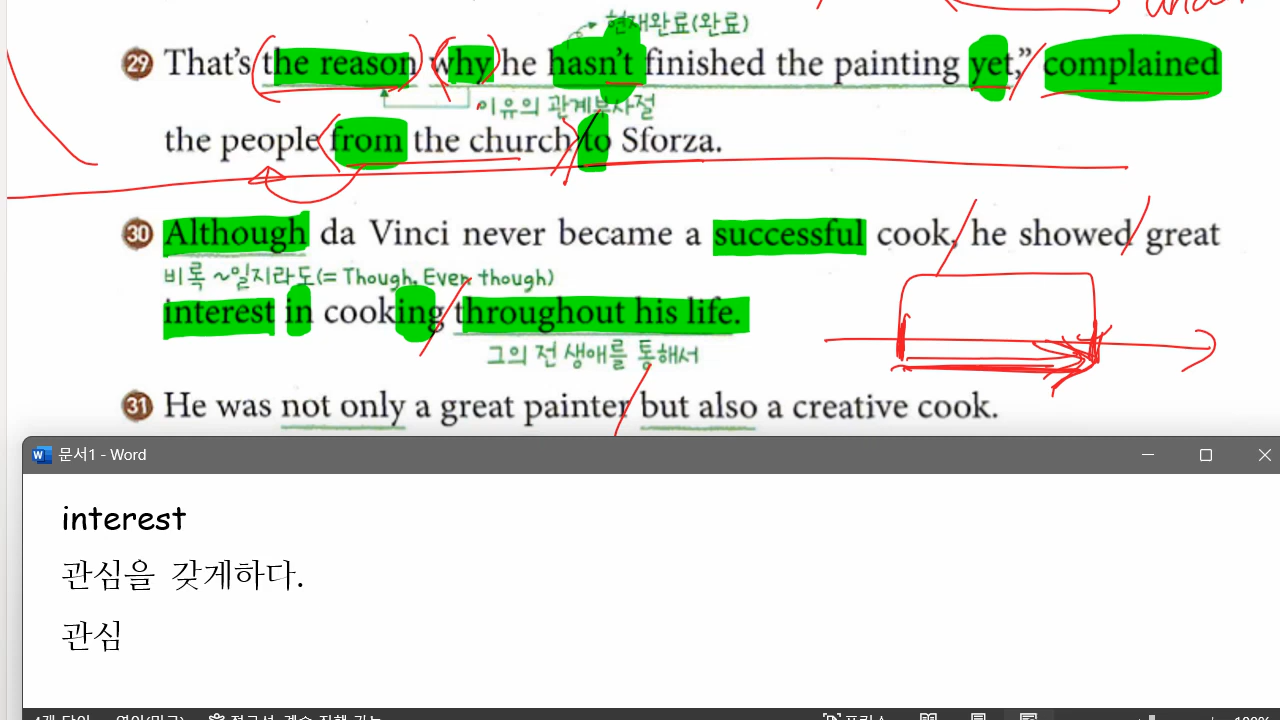 현재완료(완료)
29 That's the reason why he hasn't finished the painting yet,” complained
이유의 관계부사절
the people from the church to Sforza.
30 Although da Vinci never became a successful cook, he showed great
비록 ~일지라도(= Though, Even though)
interest in cooking throughout his life.
그의 전 생애를 통해서
31 He was not only a great painter but also a creative cook.
문서1 - Word
interest
관심을 갖게하다.
관심